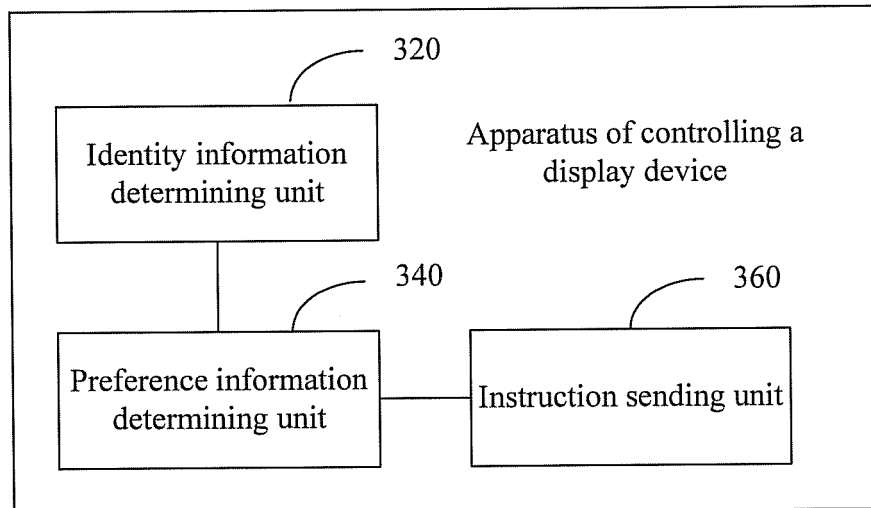 320
Identity information
determining unit
Apparatus of controlling a
display device
340
Preference information
determining unit
360
Instruction sending unit